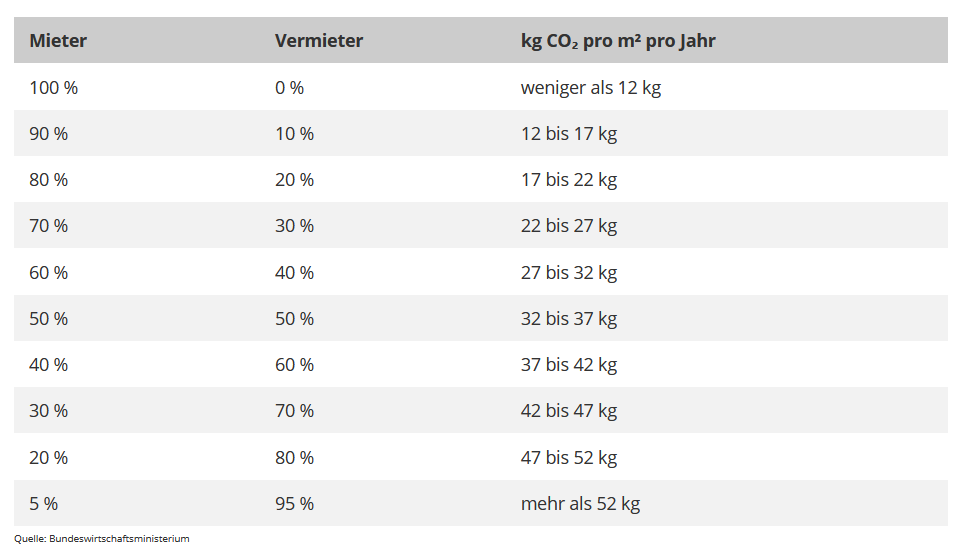 Mieter Vermieter kg CO₂ pro m² pro Jahr
100 % 0 % weniger als 12 kg
90 % 10 % 12 bis 17 kg
80 % 20 % 17 bis 22 kg
70 % 30 % 22 bis 27 kg
60 % 40 % 27 bis 32 kg
50 % 50 % 32 bis 37 kg
40 % 60 % 37 bis 42 kg
30 % 70 % 42 bis 47 kg
20 % 80 % 47 bis 52 kg
5 % 95 % mehr als 52 kg
Quelle: Bundeswirtschaftsministerium